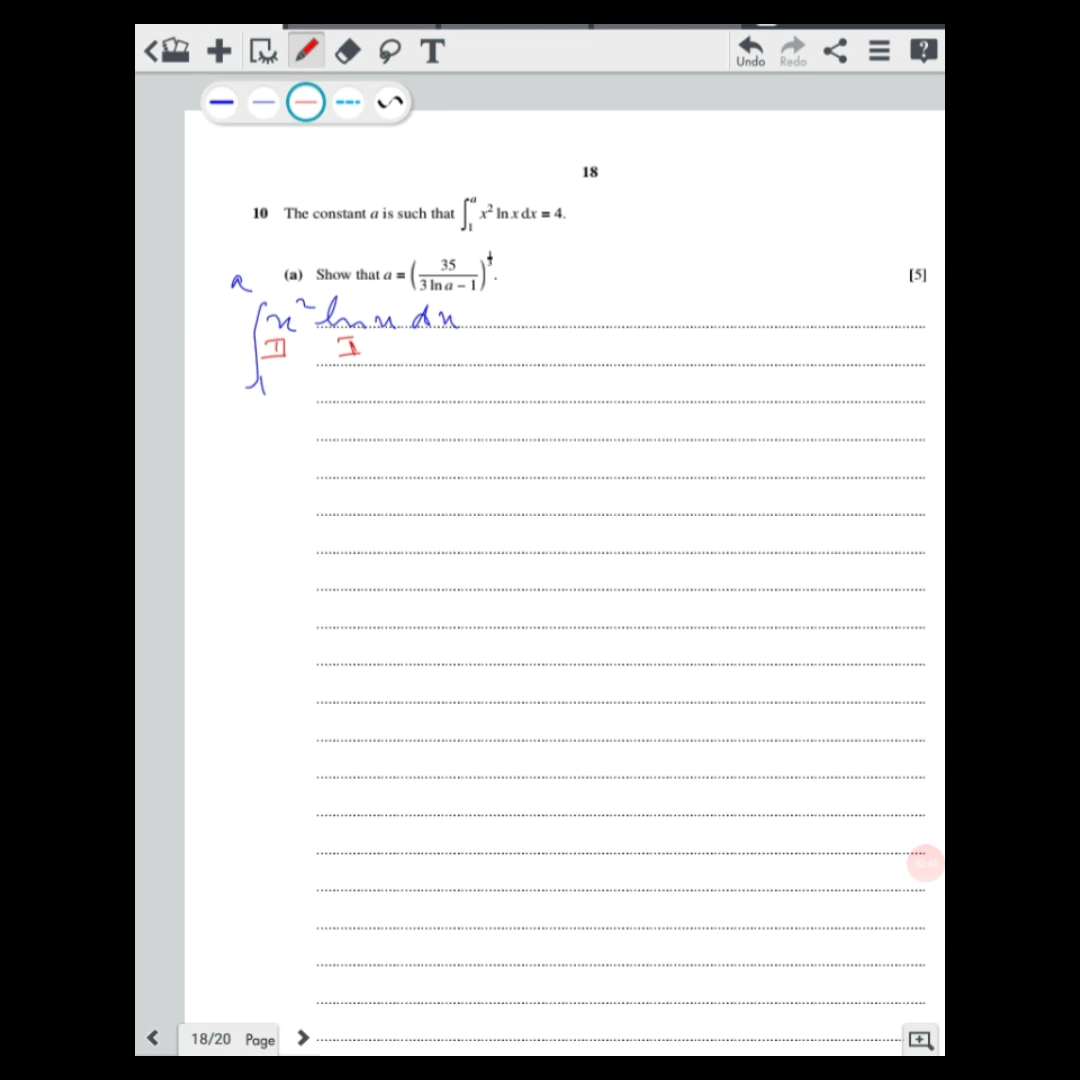 T
Undo
Redo
18
10 The constant a is such that ∫₁ᵃ x² ln x dx = 4.
(a) Show that a = (35 / (3 ln a − 1))^(1/3).
[5]
∫₁ᵃ x² ln x dx
II I
18/20 Page